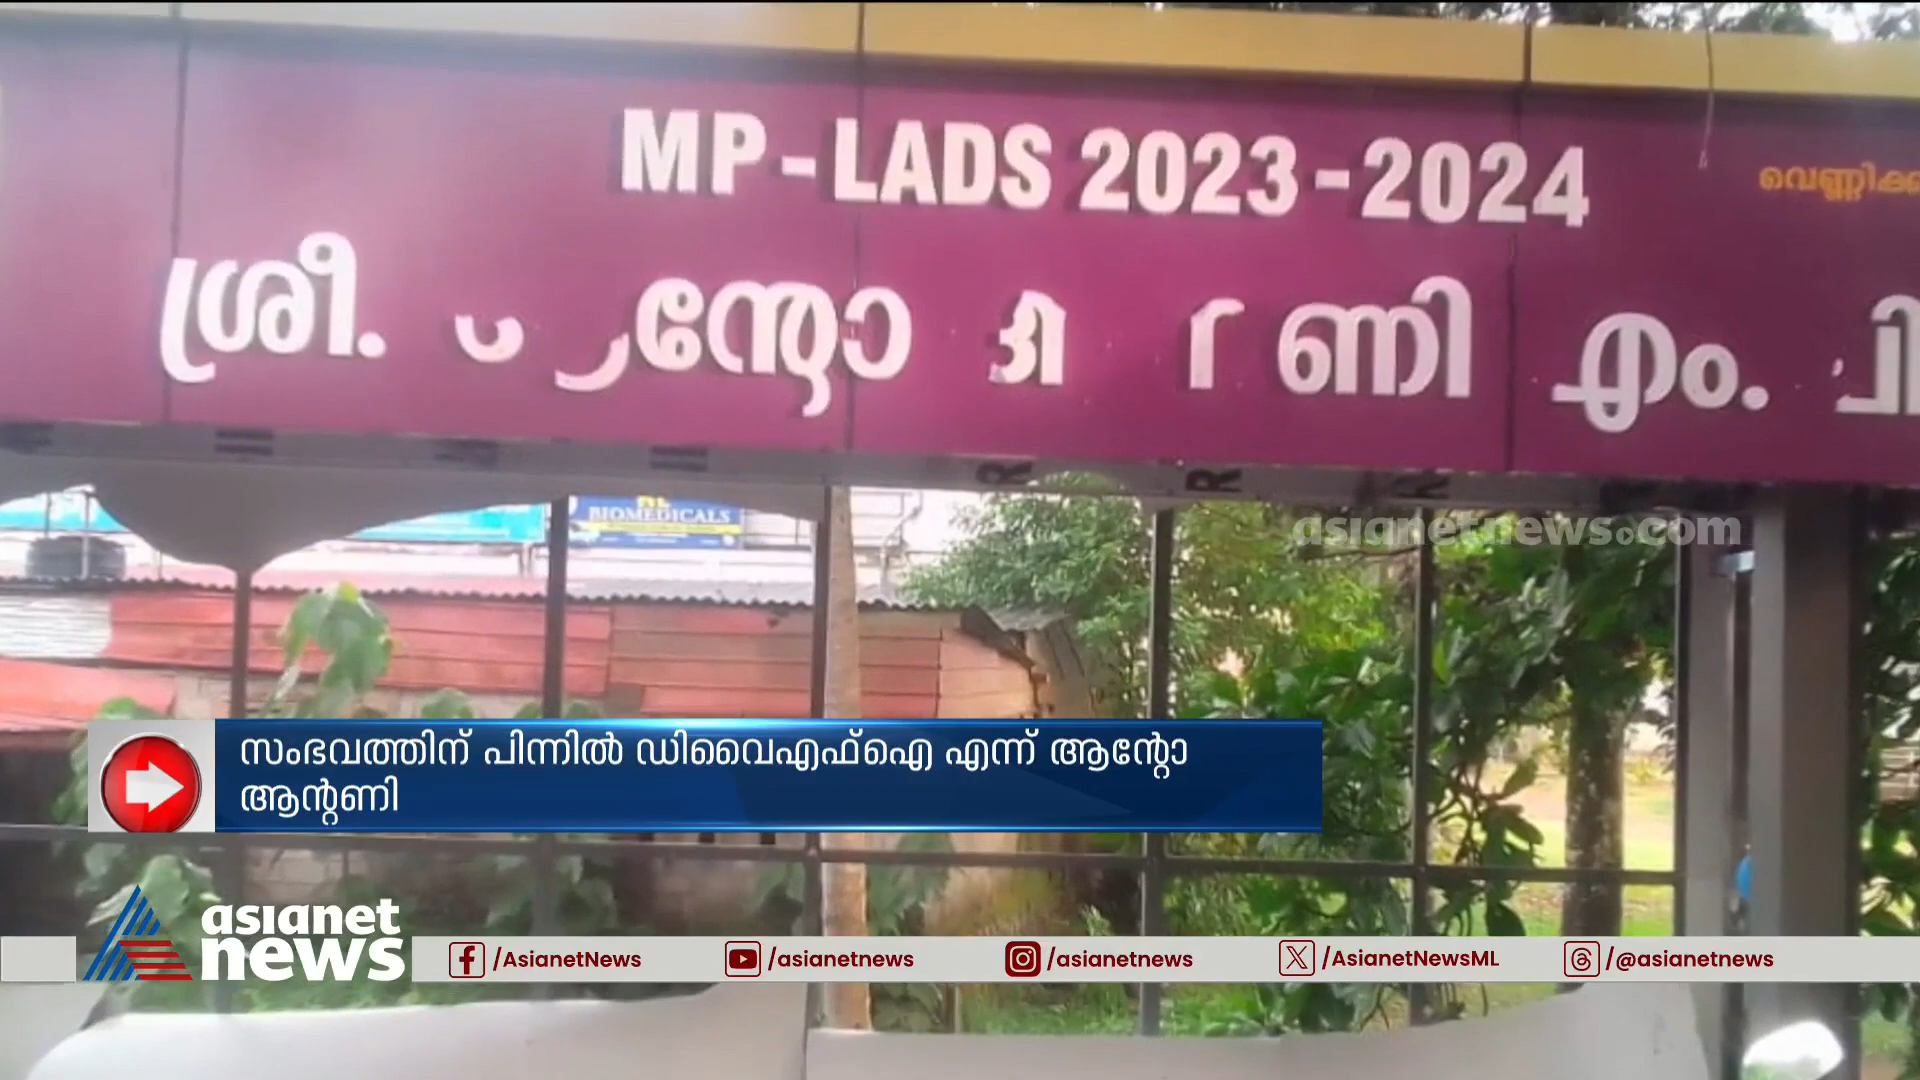 MP-LADS 2023-2024
വെണ്ണിക്ക
ശ്രീ. ന്റോ ണി എം. പി
BIOMEDICALS
asianetnews.com
സംഭവത്തിന് പിന്നിൽ ഡിവൈഎഫ്ഐ എന്ന് ആന്റോ
ആന്റണി
asianet
news
/AsianetNews
/asianetnews
/asianetnews
/AsianetNewsML
/@asianetnews